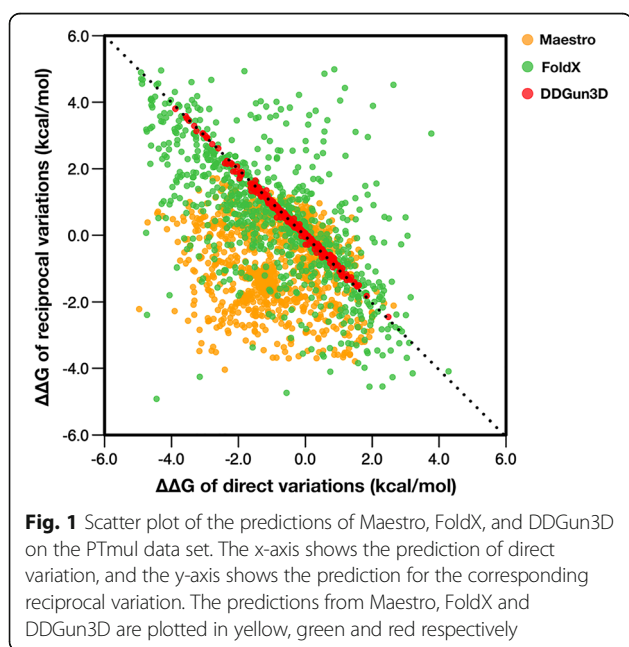 6.0
4.0
2.0
0.0
-2.0
-4.0
-6.0
-6.0 -4.0 -2.0 0.0 2.0 4.0 6.0
ΔΔG of reciprocal variations (kcal/mol)
ΔΔG of direct variations (kcal/mol)
Maestro
FoldX
DDGun3D
Fig. 1 Scatter plot of the predictions of Maestro, FoldX, and DDGun3D
on the PTmul data set. The x-axis shows the prediction of direct
variation, and the y-axis shows the prediction for the corresponding
reciprocal variation. The predictions from Maestro, FoldX and
DDGun3D are plotted in yellow, green and red respectively